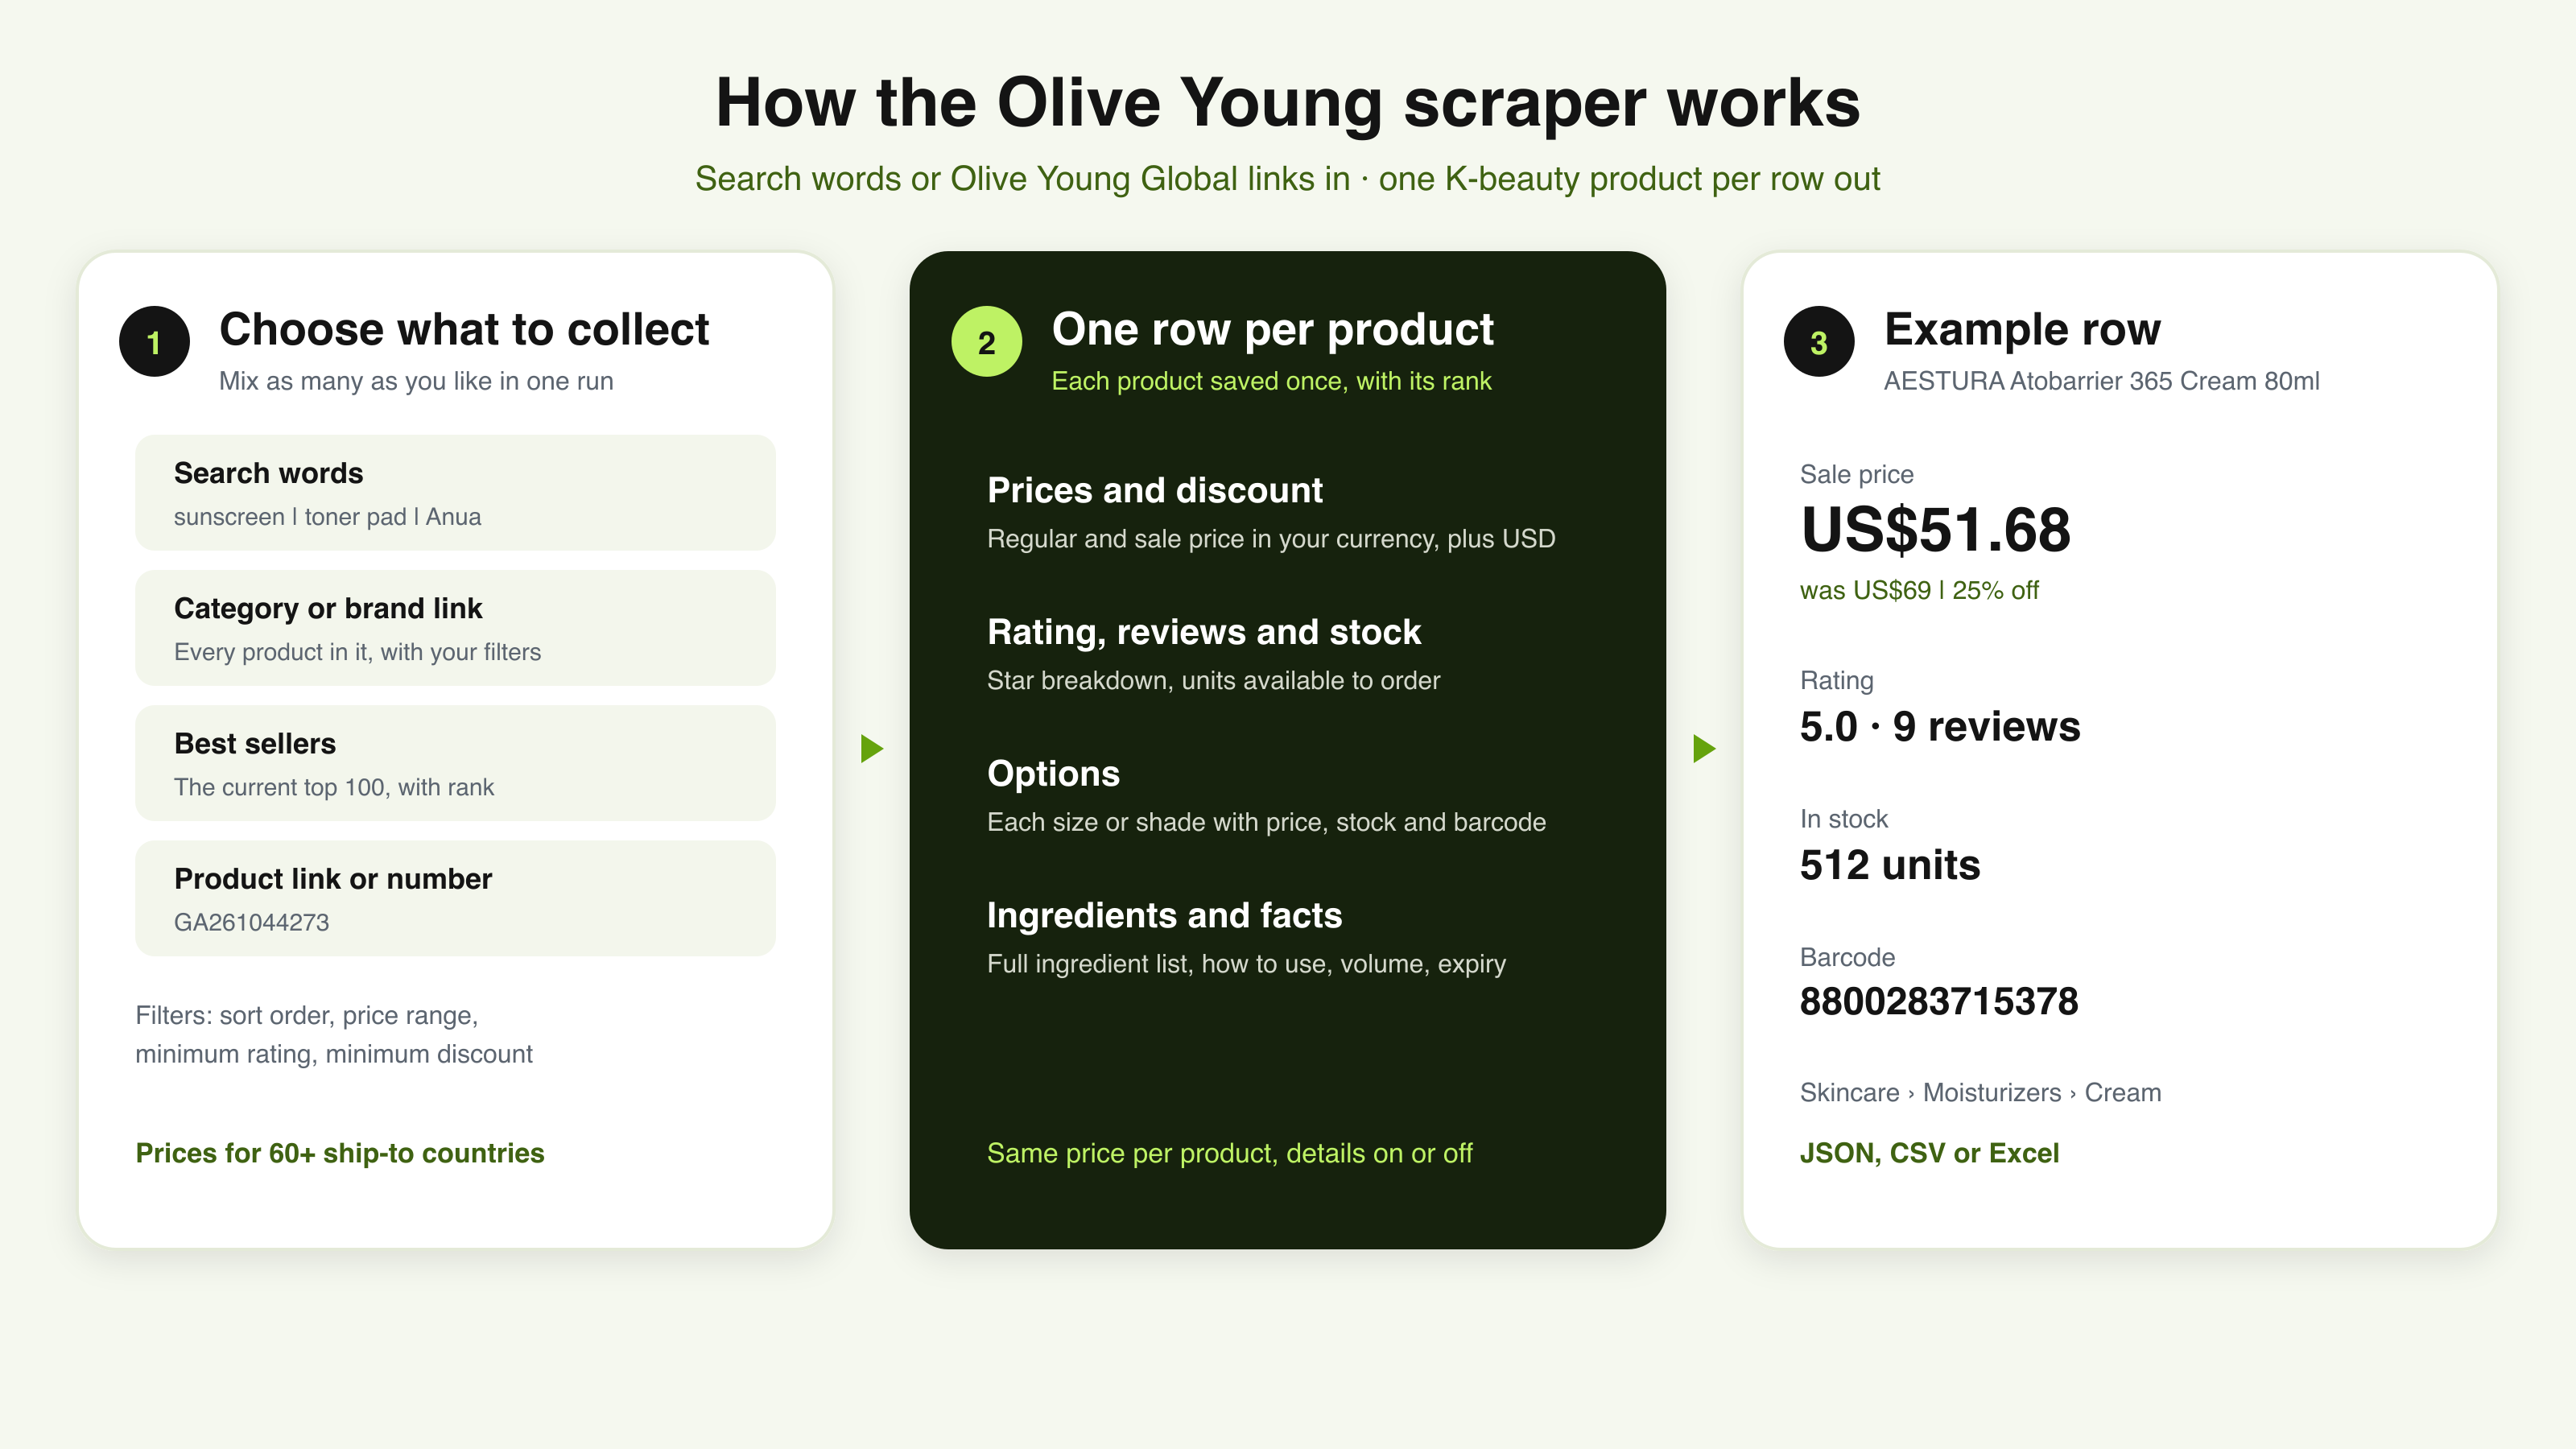 How the Olive Young scraper works
Search words or Olive Young Global links in · one K-beauty product per row out
1
Choose what to collect
Mix as many as you like in one run
Search words
sunscreen | toner pad | Anua
Category or brand link
Every product in it, with your filters
Best sellers
The current top 100, with rank
Product link or number
GA261044273
Filters: sort order, price range,
minimum rating, minimum discount
Prices for 60+ ship-to countries
2
One row per product
Each product saved once, with its rank
Prices and discount
Regular and sale price in your currency, plus USD
Rating, reviews and stock
Star breakdown, units available to order
Options
Each size or shade with price, stock and barcode
Ingredients and facts
Full ingredient list, how to use, volume, expiry
Same price per product, details on or off
3
Example row
AESTURA Atobarrier 365 Cream 80ml
Sale price
US$51.68
was US$69 | 25% off
Rating
5.0 · 9 reviews
In stock
512 units
Barcode
8800283715378
Skincare › Moisturizers › Cream
JSON, CSV or Excel